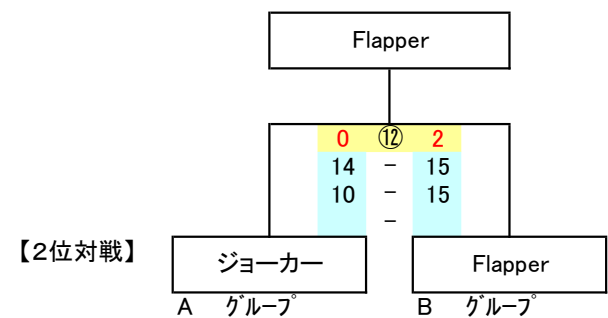 Flapper
0 ⑫ 2
14 － 15
10 － 15
－
【２位対戦】
ジョーカー Flapper
A ｸﾞﾙｰﾌﾟ B ｸﾞﾙｰﾌﾟ